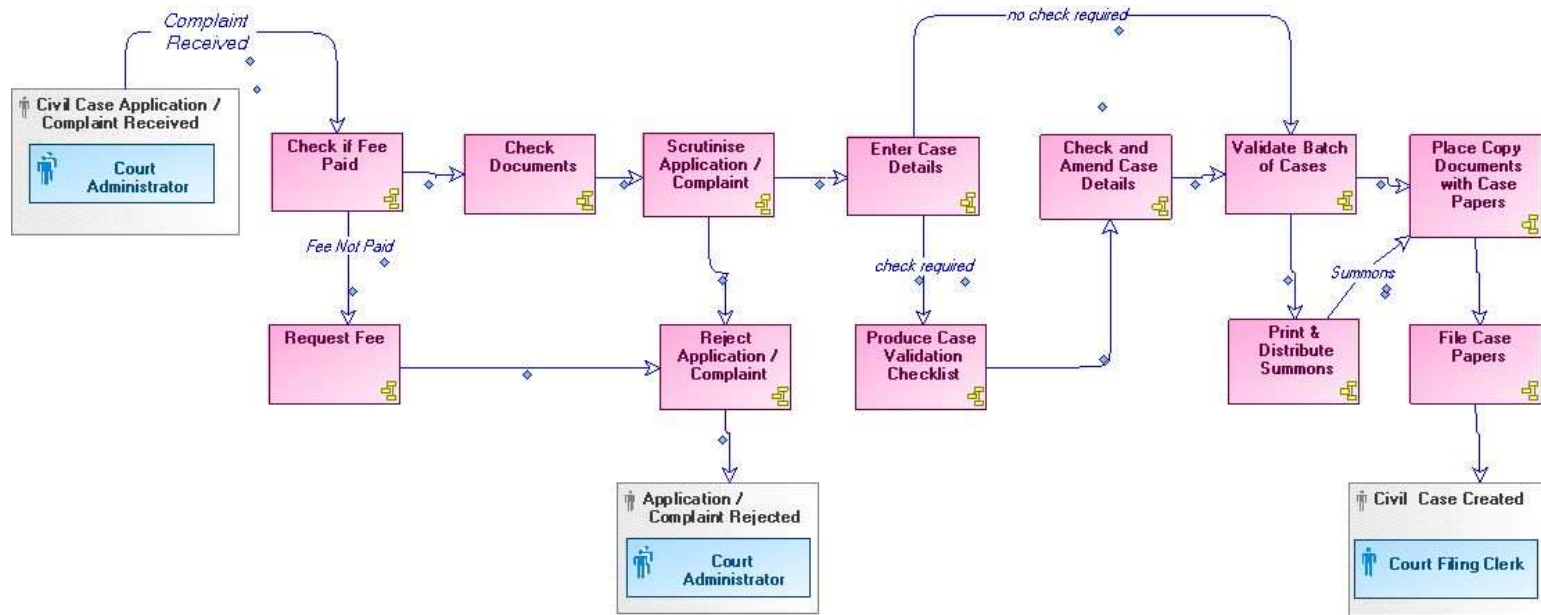 Complaint
Received
no check required
Civil Case Application /
Complaint Received
Court
Administrator
Check if Fee
Paid
Check
Documents
Scrutinise
Application /
Complaint
Enter Case
Details
Check and
Amend Case
Details
Validate Batch
of Cases
Place Copy
Documents
with Case
Papers
Fee Not Paid
check required
Summons
Request Fee
Reject
Application /
Complaint
Produce Case
Validation
Checklist
Print &
Distribute
Summons
File Case
Papers
Application /
Complaint Rejected
Court
Administrator
Civil Case Created
Court Filing Clerk